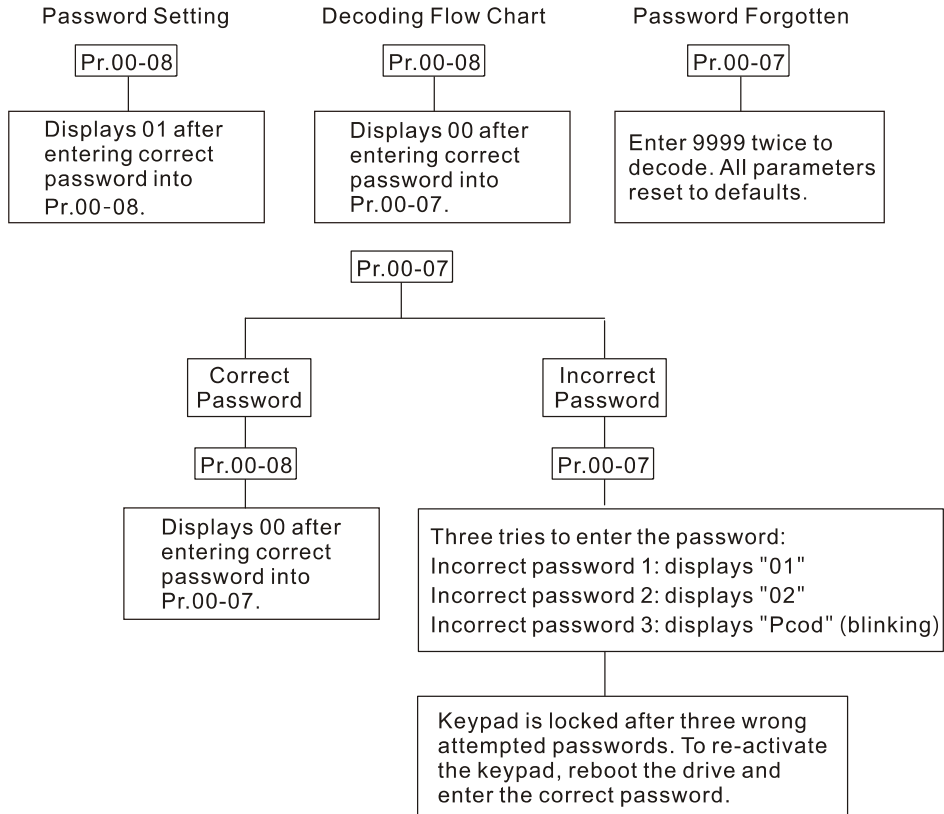 Password Setting
Decoding Flow Chart
Password Forgotten
Pr.00-08
Pr.00-08
Pr.00-07
Displays 01 after
entering correct
password into
Pr.00-08.
Displays 00 after
entering correct
password into
Pr.00-07.
Enter 9999 twice to
decode. All parameters
reset to defaults.
Pr.00-07
Correct
Password
Incorrect
Password
Pr.00-08
Pr.00-07
Displays 00 after
entering correct
password into
Pr.00-07.
Three tries to enter the password:
Incorrect password 1: displays "01"
Incorrect password 2: displays "02"
Incorrect password 3: displays "Pcod" (blinking)
Keypad is locked after three wrong
attempted passwords. To re-activate
the keypad, reboot the drive and
enter the correct password.